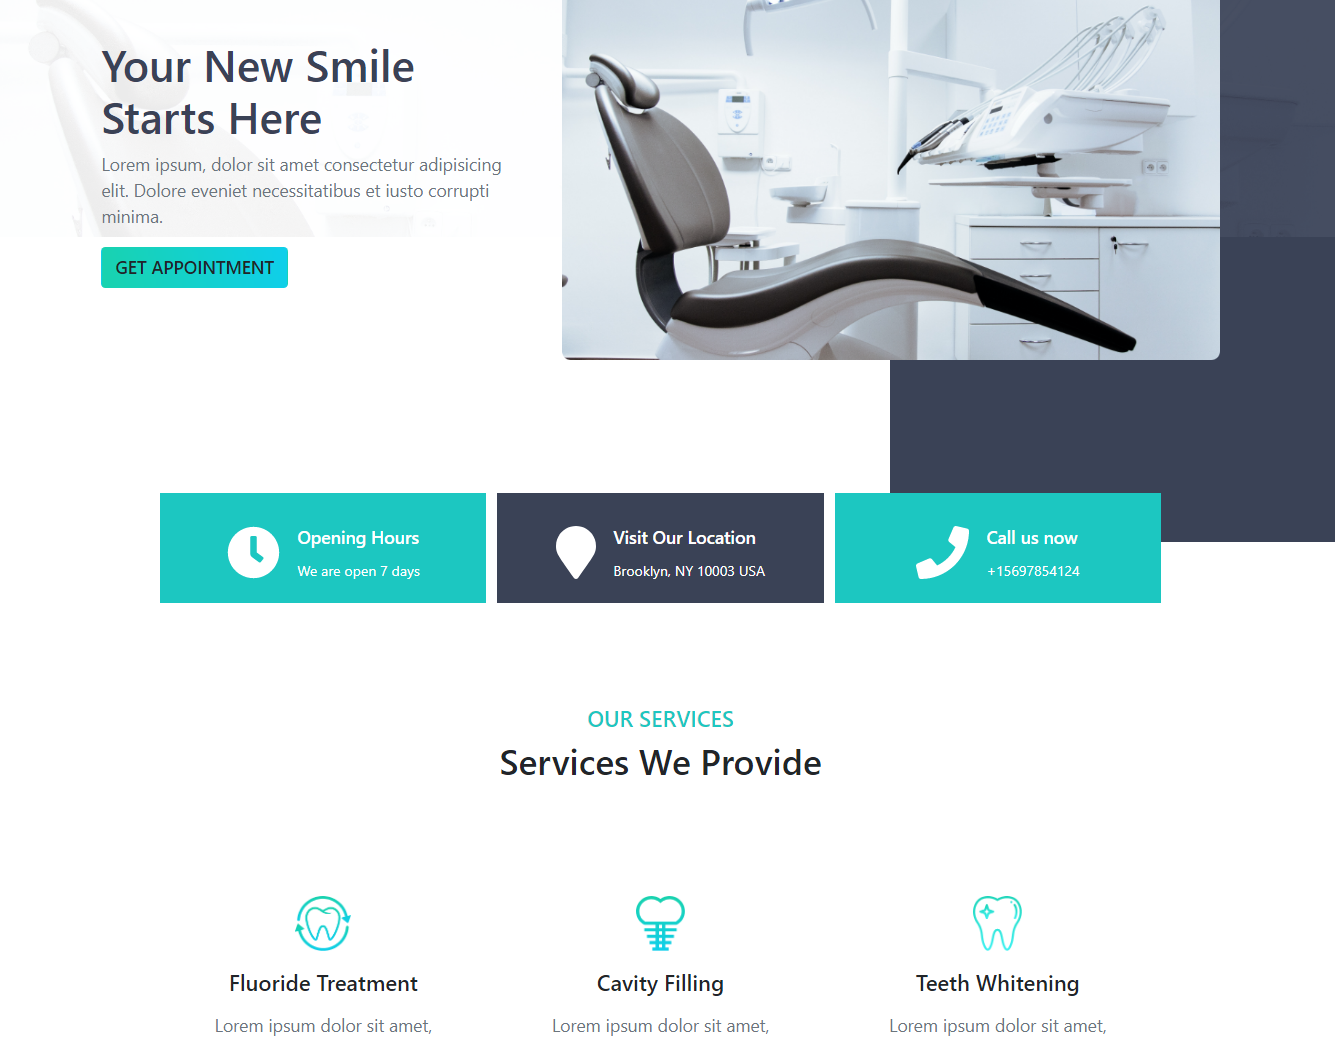 Your New Smile
Starts Here
Lorem ipsum, dolor sit amet consectetur adipisicing
elit. Dolore eveniet necessitatibus et iusto corrupti
minima.
GET APPOINTMENT
Opening Hours
We are open 7 days
Visit Our Location
Brooklyn, NY 10003 USA
Call us now
+15697854124
OUR SERVICES
Services We Provide
Fluoride Treatment
Lorem ipsum dolor sit amet,
Cavity Filling
Lorem ipsum dolor sit amet,
Teeth Whitening
Lorem ipsum dolor sit amet,